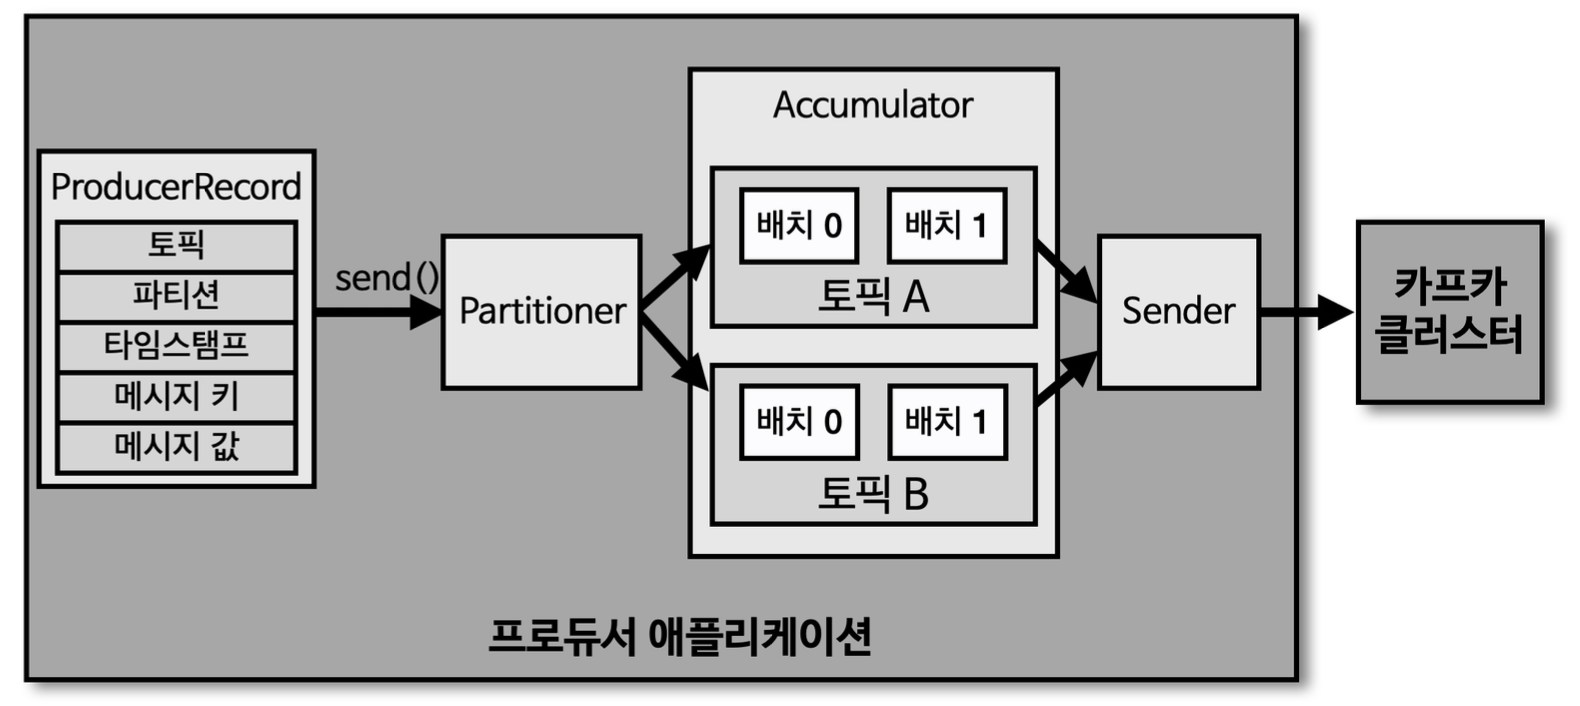 ProducerRecord
토픽
파티션
타임스탬프
메시지 키
메시지 값
send()
Partitioner
Accumulator
배치 0
배치 1
토픽 A
배치 0
배치 1
토픽 B
Sender
카프카
클러스터
프로듀서 애플리케이션